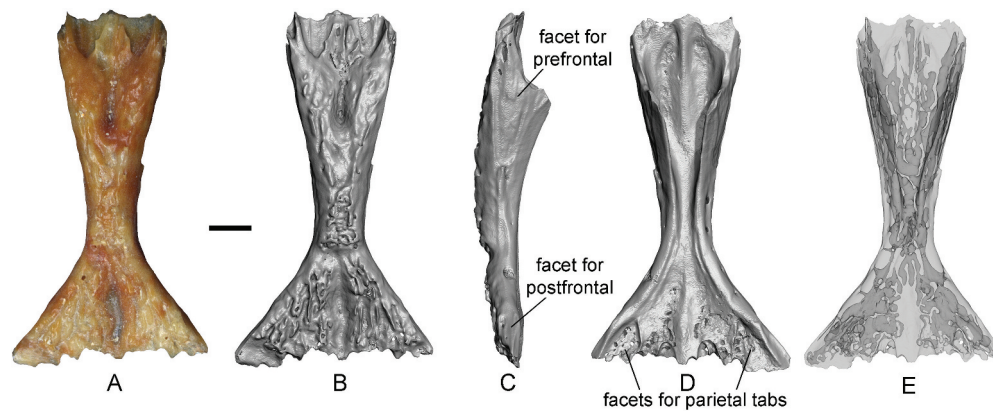 facet for
prefrontal
facet for
postfrontal
facets for parietal tabs
A
B
C
D
E